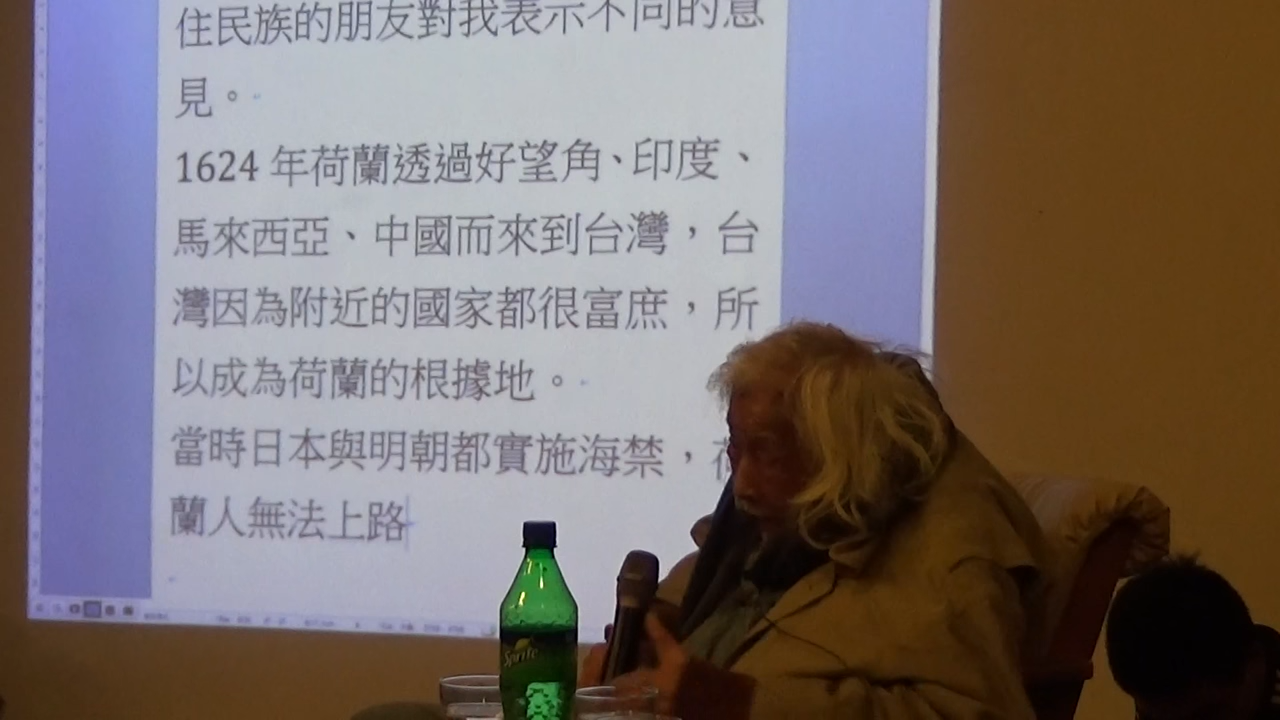 住民族的朋友對我表示不同的意
見。
1624 年荷蘭透過好望角、印度、
馬來西亞、中國而來到台灣，台
灣因為附近的國家都很富庶，所
以成為荷蘭的根據地。
當時日本與明朝都實施海禁，荷
蘭人無法上路
Sprite